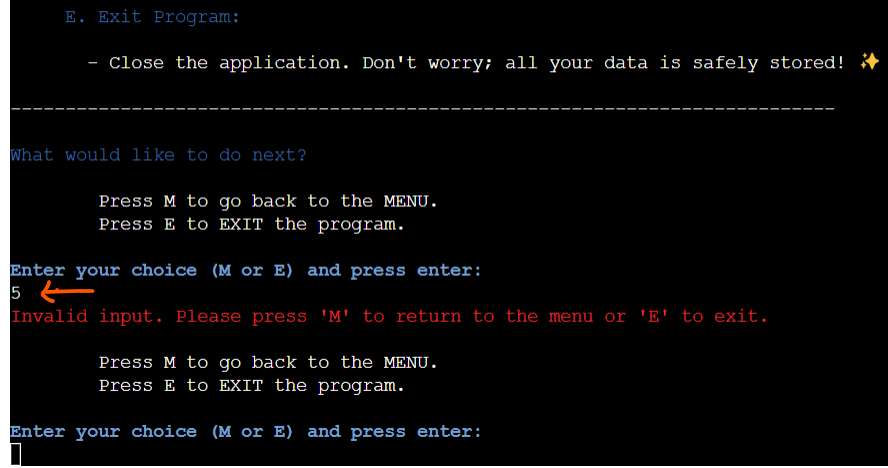 E. Exit Program:
- Close the application. Don't worry; all your data is safely stored! ✨
--------------------------------------------------------------------------
What would like to do next?
Press M to go back to the MENU.
Press E to EXIT the program.
Enter your choice (M or E) and press enter:
5
Invalid input. Please press 'M' to return to the menu or 'E' to exit.
Press M to go back to the MENU.
Press E to EXIT the program.
Enter your choice (M or E) and press enter: